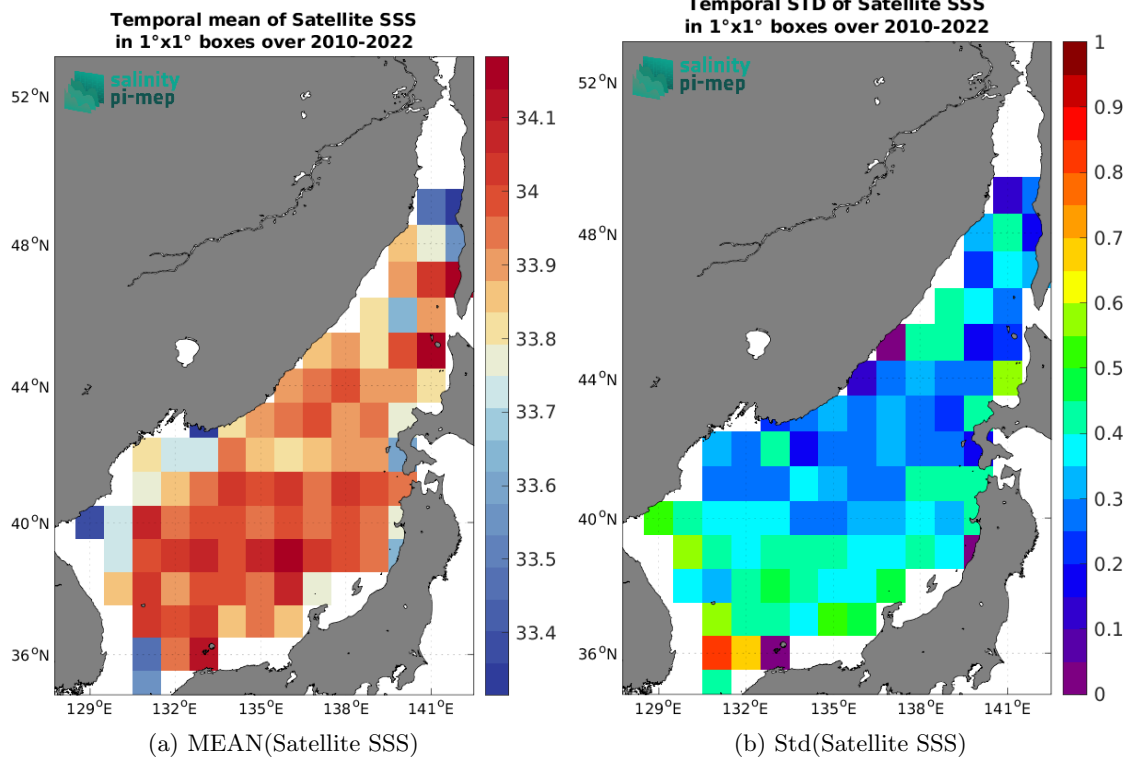 Temporal mean of Satellite SSS
in 1°x1° boxes over 2010-2022
salinity
pi-mep
52°N
48°N
44°N
40°N
36°N
129°E
132°E
135°E
138°E
141°E
34.1
34
33.9
33.8
33.7
33.6
33.5
33.4
(a) MEAN(Satellite SSS)
Temporal STD of Satellite SSS
in 1°x1° boxes over 2010-2022
salinity
pi-mep
52°N
48°N
44°N
40°N
36°N
129°E
132°E
135°E
138°E
141°E
1
0.9
0.8
0.7
0.6
0.5
0.4
0.3
0.2
0.1
0
(b) Std(Satellite SSS)